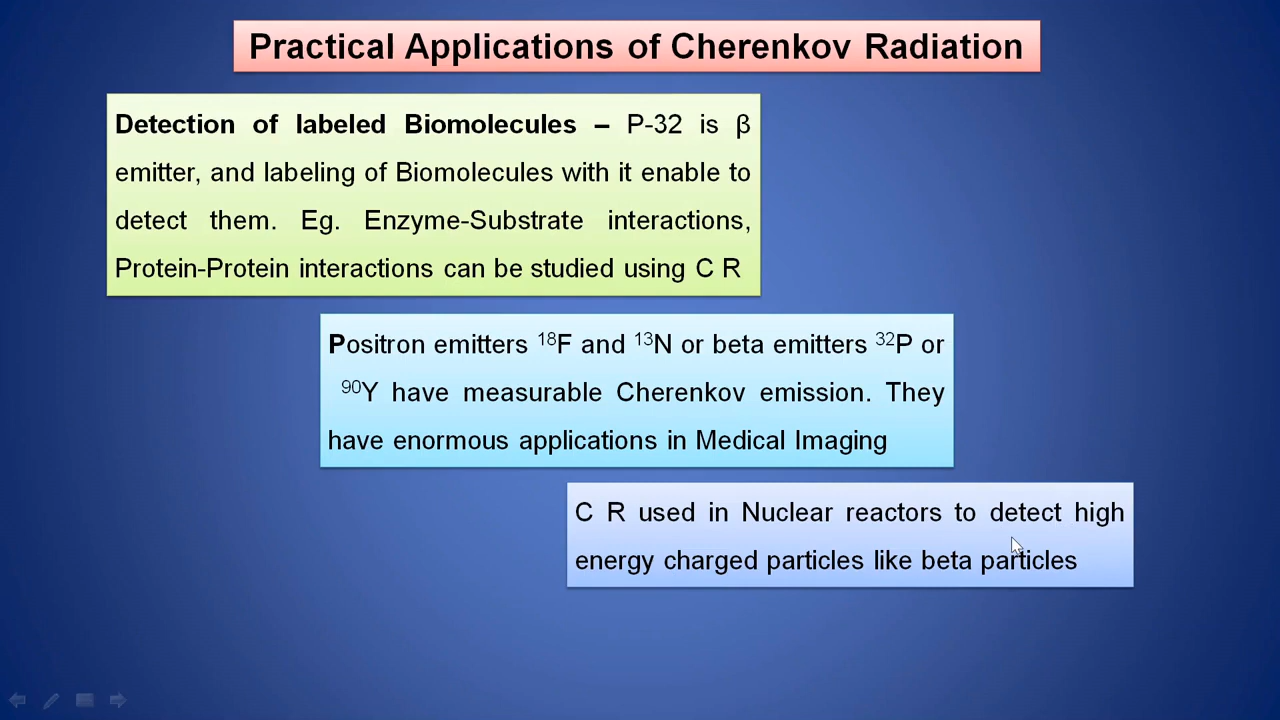 Practical Applications of Cherenkov Radiation
Detection of labeled Biomolecules – P-32 is β
emitter, and labeling of Biomolecules with it enable to
detect them. Eg. Enzyme-Substrate interactions,
Protein-Protein interactions can be studied using C R
Positron emitters ¹⁸F and ¹³N or beta emitters ³²P or
⁹⁰Y have measurable Cherenkov emission. They
have enormous applications in Medical Imaging
C R used in Nuclear reactors to detect high
energy charged particles like beta particles